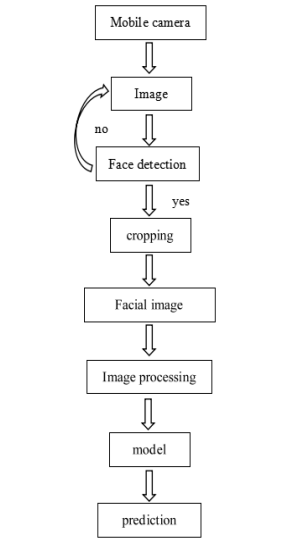 Mobile camera
Image
no
Face detection
yes
cropping
Facial image
Image processing
model
prediction